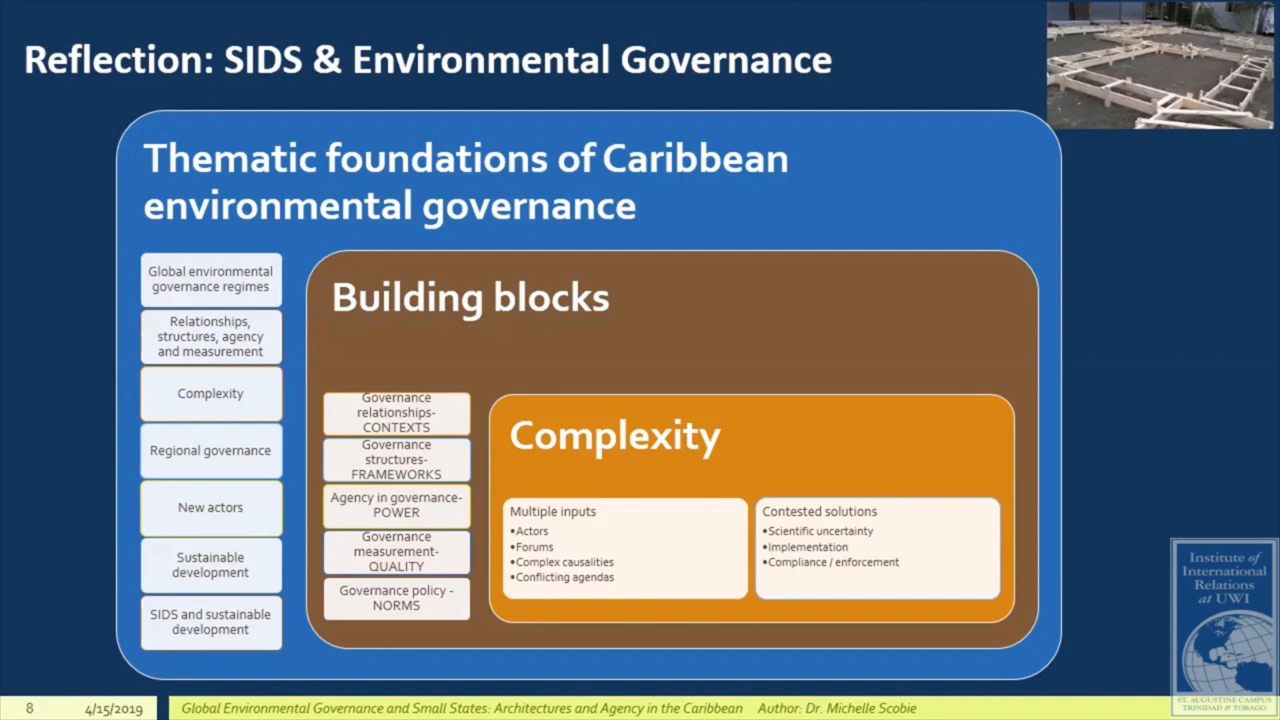 Reflection: SIDS & Environmental Governance
Thematic foundations of Caribbean
environmental governance
Global environmental
governance regimes
Relationships,
structures, agency
and measurement
Complexity
Regional governance
New actors
Sustainable
development
SIDS and sustainable
development
Building blocks
Governance
relationships-
CONTEXTS
Governance
structures-
FRAMEWORKS
Agency in governance-
POWER
Governance
measurement-
QUALITY
Governance policy -
NORMS
Complexity
Multiple inputs
•Actors
•Forums
•Complex causalities
•Conflicting agendas
Contested solutions
•Scientific uncertainty
•Implementation
•Compliance / enforcement
Institute of
International
Relations
at UWI
ST. AUGUSTINE CAMPUS
TRINIDAD & TOBAGO
8
4/15/2019
Global Environmental Governance and Small States: Architectures and Agency in the Caribbean Author: Dr. Michelle Scobie